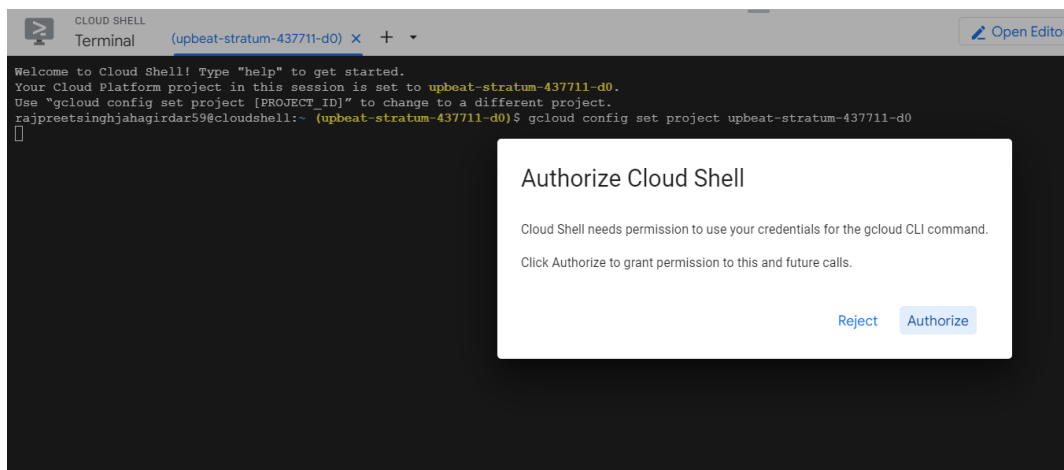 CLOUD SHELL
Terminal
(upbeat-stratum-437711-d0)
Open Editor
Welcome to Cloud Shell! Type "help" to get started.
Your Cloud Platform project in this session is set to upbeat-stratum-437711-d0.
Use “gcloud config set project [PROJECT_ID]” to change to a different project.
rajpreetsinghjahagirdar59@cloudshell:~ (upbeat-stratum-437711-d0)$ gcloud config set project upbeat-stratum-437711-d0
Authorize Cloud Shell
Cloud Shell needs permission to use your credentials for the gcloud CLI command.
Click Authorize to grant permission to this and future calls.
Reject
Authorize